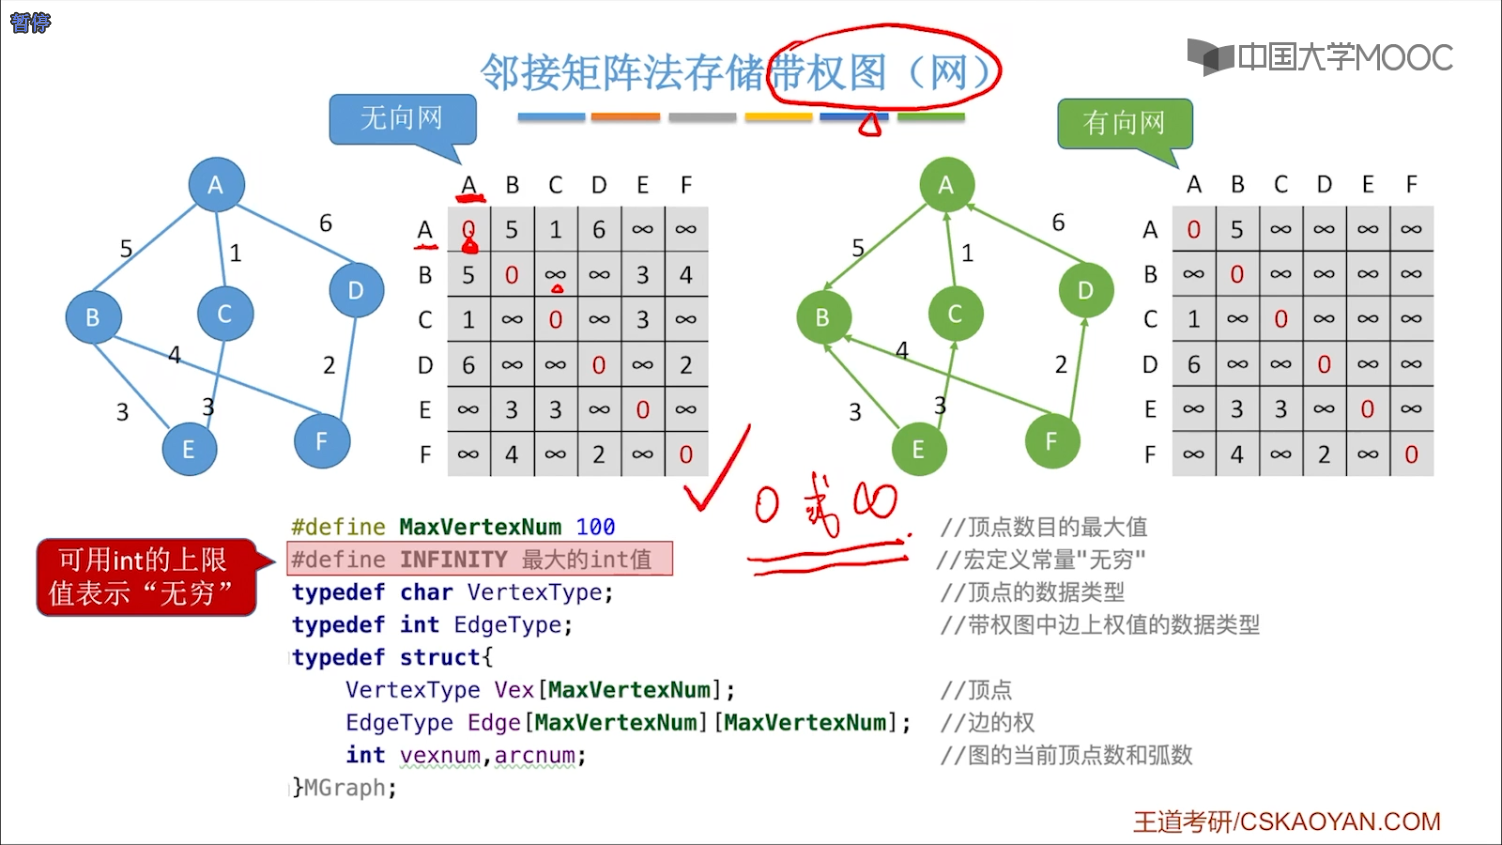 暂停
邻接矩阵法存储带权图（网）
中国大学MOOC
无向网
A
B
C
D
E
F
5
1
6
4
2
3
3
A B C D E F
A 0 5 1 6 ∞ ∞
B 5 0 ∞ ∞ 3 4
C 1 ∞ 0 ∞ 3 ∞
D 6 ∞ ∞ 0 ∞ 2
E ∞ 3 3 ∞ 0 ∞
F ∞ 4 ∞ 2 ∞ 0
有向网
A
B
C
D
E
F
5
1
6
4
2
3
3
A B C D E F
A 0 5 ∞ ∞ ∞ ∞
B ∞ 0 ∞ ∞ ∞ ∞
C 1 ∞ 0 ∞ ∞ ∞
D 6 ∞ ∞ 0 ∞ ∞
E ∞ 3 3 ∞ 0 ∞
F ∞ 4 ∞ 2 ∞ 0
0 或 ∞
可用int的上限
值表示“无穷”
#define MaxVertexNum 100 //顶点数目的最大值
#define INFINITY 最大的int值 //宏定义常量"无穷"
typedef char VertexType; //顶点的数据类型
typedef int EdgeType; //带权图中边上权值的数据类型
typedef struct{
VertexType Vex[MaxVertexNum]; //顶点
EdgeType Edge[MaxVertexNum][MaxVertexNum]; //边的权
int vexnum,arcnum; //图的当前顶点数和弧数
}MGraph;
王道考研/CSKAOYAN.COM